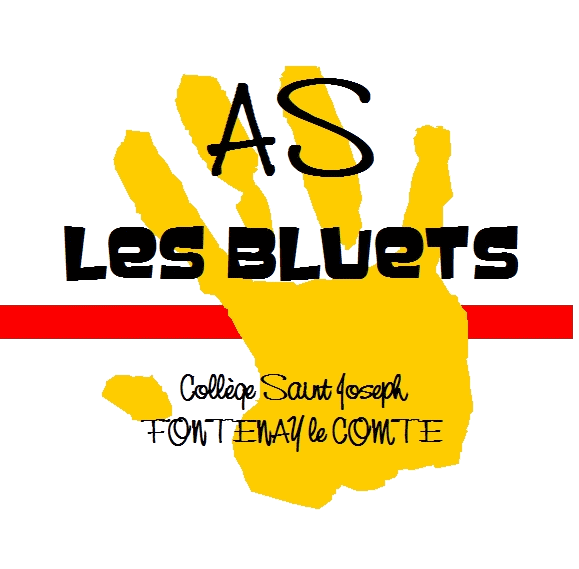 AS
Les BLUeTS
Collège Saint Joseph
FONTENAY le COMTE